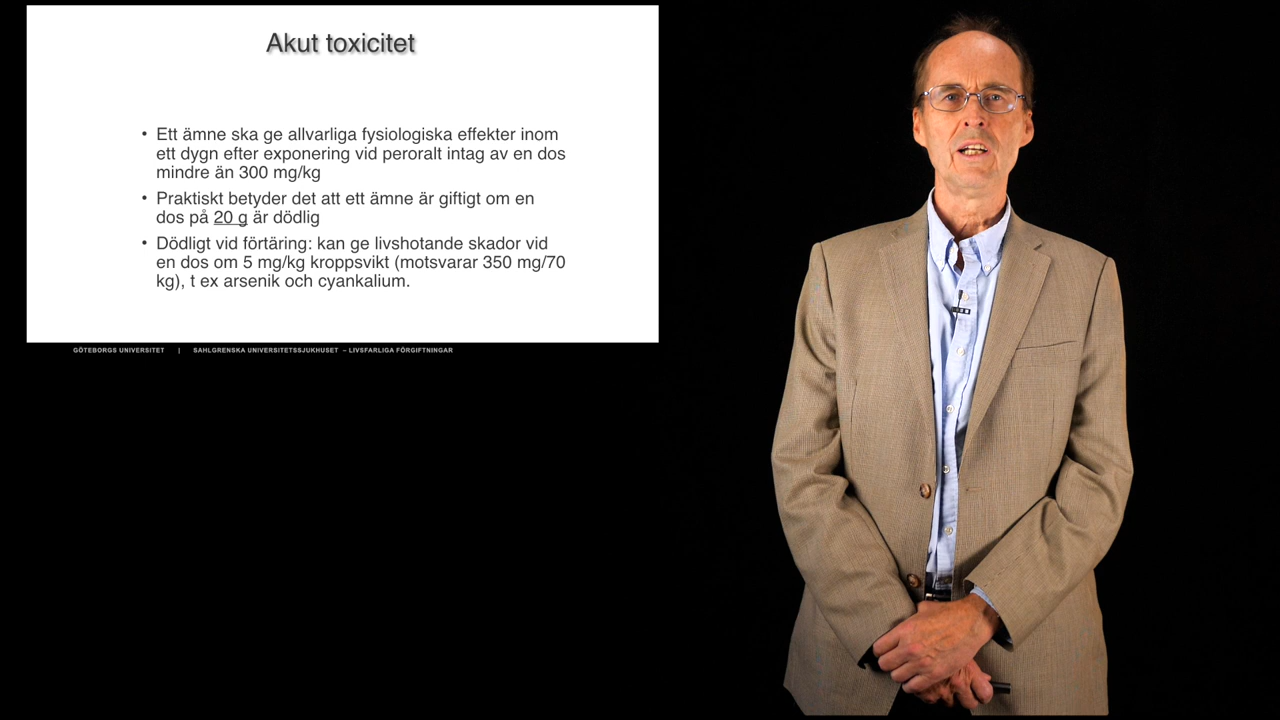 Akut toxicitet
• Ett ämne ska ge allvarliga fysiologiska effekter inom
ett dygn efter exponering vid peroralt intag av en dos
mindre än 300 mg/kg
• Praktiskt betyder det att ett ämne är giftigt om en
dos på 20 g är dödlig
• Dödligt vid förtäring: kan ge livshotande skador vid
en dos om 5 mg/kg kroppsvikt (motsvarar 350 mg/70
kg), t ex arsenik och cyankalium.
GÖTEBORGS UNIVERSITET | SAHLGRENSKA UNIVERSITETSSJUKHUSET – LIVSFARLIGA FÖRGIFTNINGAR